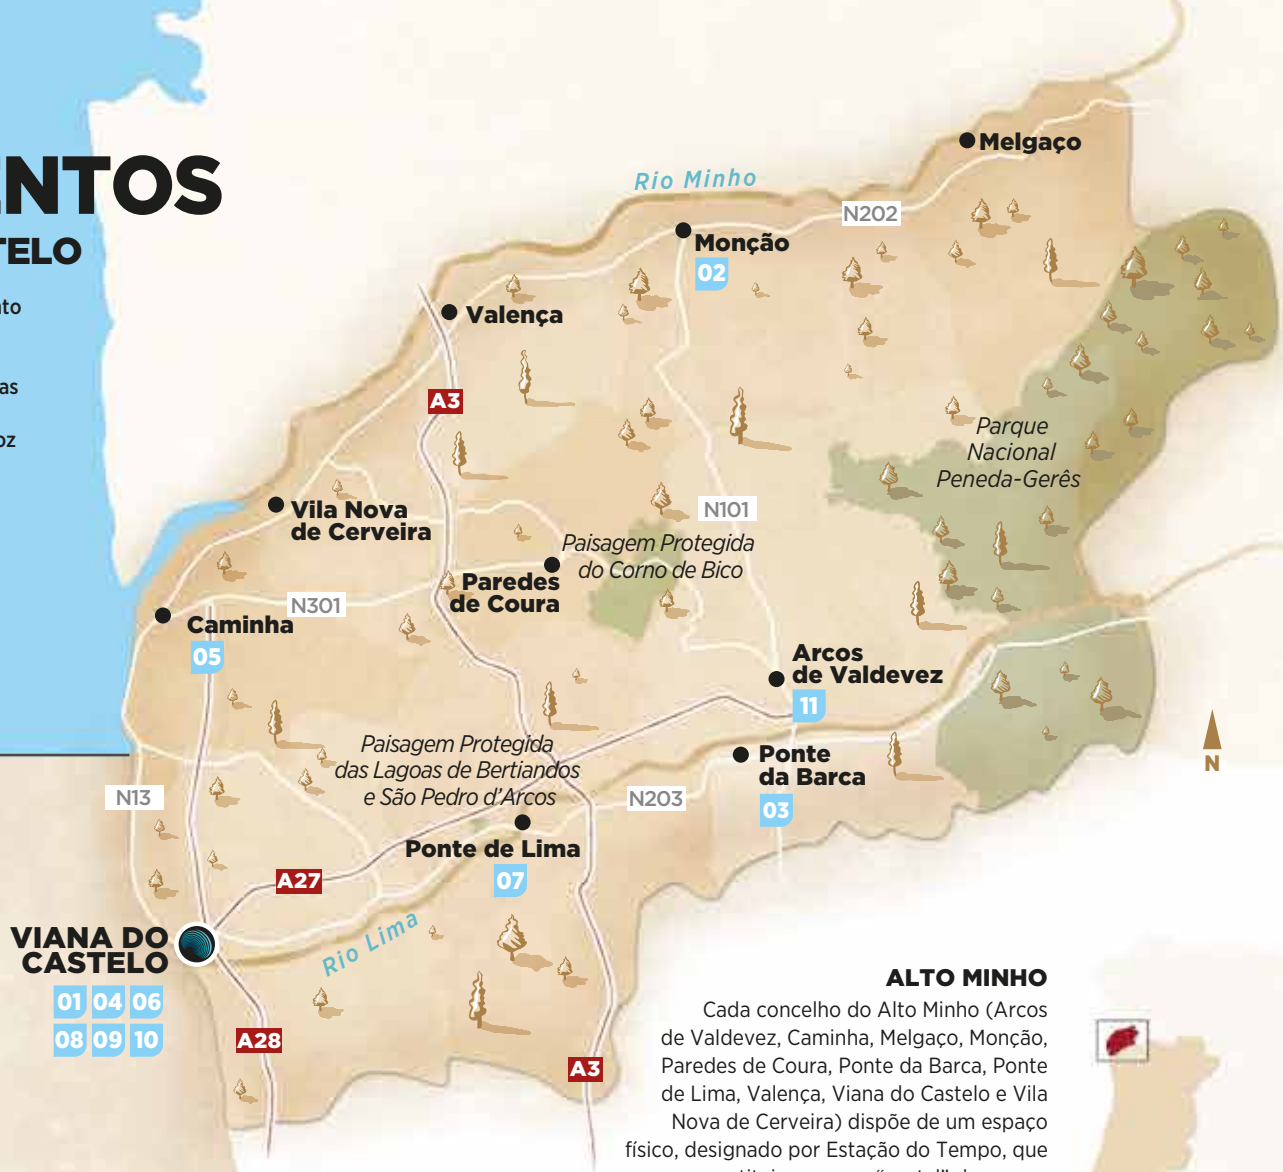 ENTOS
TELO
nto
as
oz
Melgaço
Rio Minho
N202
Monção
02
Valença
A3
Parque
Nacional
Peneda-Gerês
Vila Nova
de Cerveira
N101
Paisagem Protegida
do Corno de Bico
Paredes
de Coura
N301
Caminha
05
Arcos
de Valdevez
11
Paisagem Protegida
das Lagoas de Bertiandos
e São Pedro d’Arcos
Ponte
da Barca
03
N13
N203
Ponte de Lima
07
A27
Rio Lima
VIANA DO
CASTELO
01 04 06
08 09 10
A28
A3
N
ALTO MINHO
Cada concelho do Alto Minho (Arcos
de Valdevez, Caminha, Melgaço, Monção,
Paredes de Coura, Ponte da Barca, Ponte
de Lima, Valença, Viana do Castelo e Vila
Nova de Cerveira) dispõe de um espaço
físico, designado por Estação do Tempo, que